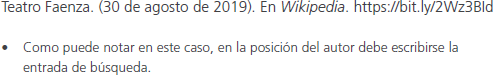 Teatro Faenza. (30 de agosto de 2019). En Wikipedia. https://bit.ly/2Wz3Bld
• Como puede notar en este caso, en la posición del autor debe escribirse la
entrada de búsqueda.